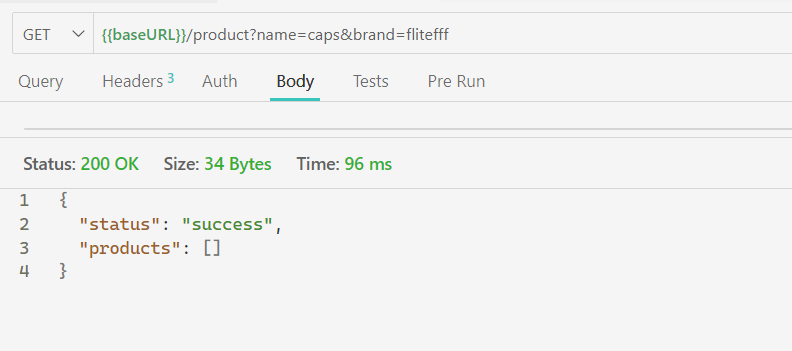 GET {{baseURL}}/product?name=caps&brand=flitefff
Query Headers 3 Auth Body Tests Pre Run
Status: 200 OK Size: 34 Bytes Time: 96 ms
1 {
2 "status": "success",
3 "products": []
4 }